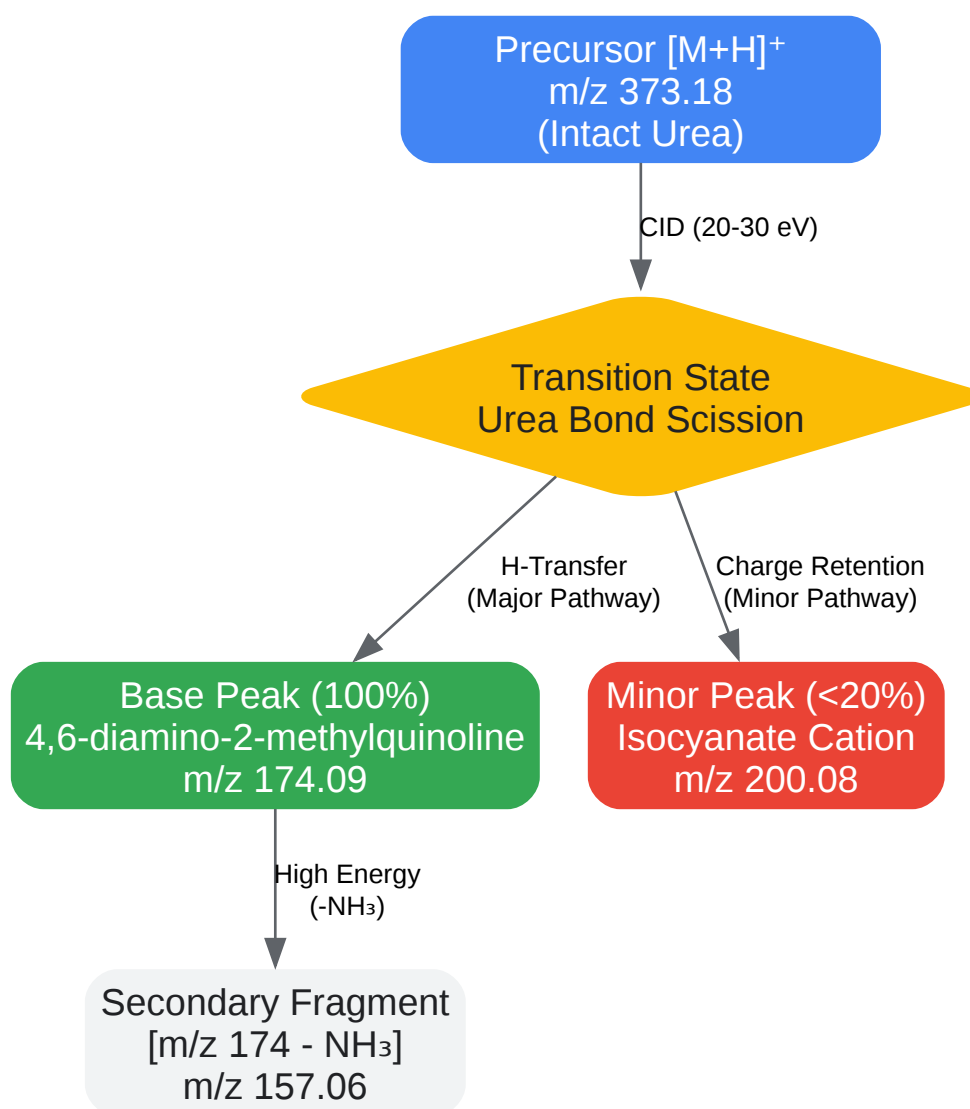 Precursor [M+H]⁺
m/z 373.18
(Intact Urea)
CID (20-30 eV)
Transition State
Urea Bond Scission
H-Transfer
(Major Pathway)
Charge Retention
(Minor Pathway)
Base Peak (100%)
4,6-diamino-2-methylquinoline
m/z 174.09
Minor Peak (<20%)
Isocyanate Cation
m/z 200.08
High Energy
(-NH₃)
Secondary Fragment
[m/z 174 - NH₃]
m/z 157.06